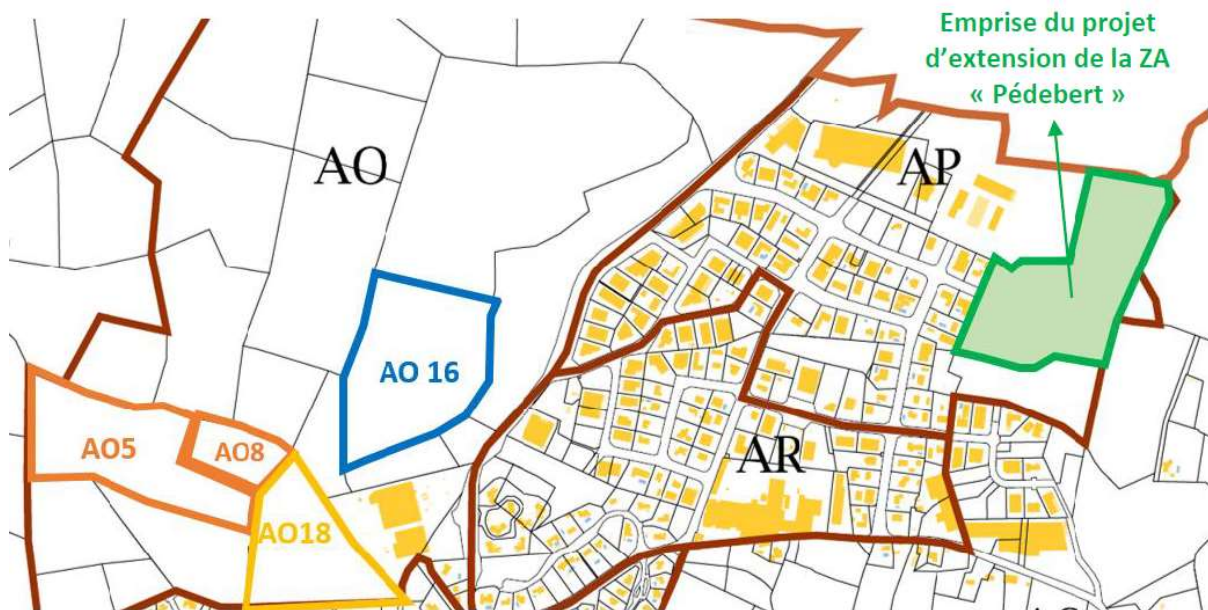 Emprise du projet
d'extension de la ZA
« Pédebert »
AO
AP
AO 16
AO5
AO8
AR
AO18